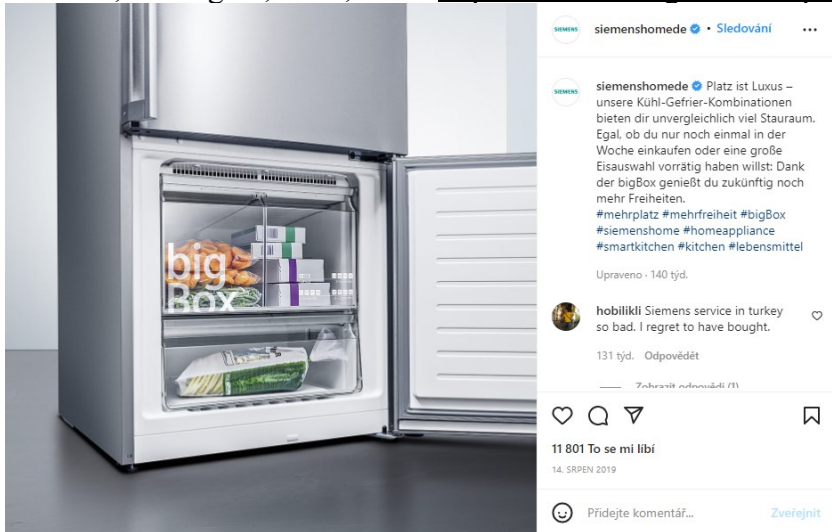 big
Box
SIEMENS
siemenshomede • Sledování
SIEMENS
siemenshomede Platz ist Luxus –
unsere Kühl-Gefrier-Kombinationen
bieten dir unvergleichlich viel Stauraum.
Egal, ob du nur noch einmal in der
Woche einkaufen oder eine große
Eisauswahl vorrätig haben willst: Dank
der bigBox genießt du zukünftig noch
mehr Freiheiten.
#mehrplatz #mehrfreiheit #bigBox
#siemenshome #homeappliance
#smartkitchen #kitchen #lebensmittel
Upraveno · 140 týd.
hobilikli Siemens service in turkey
so bad. I regret to have bought.
131 týd. Odpovědět
Zobrazit odpovědi (1)
11 801 To se mi líbí
14. SRPEN 2019
Přidejte komentář...
Zveřejnit